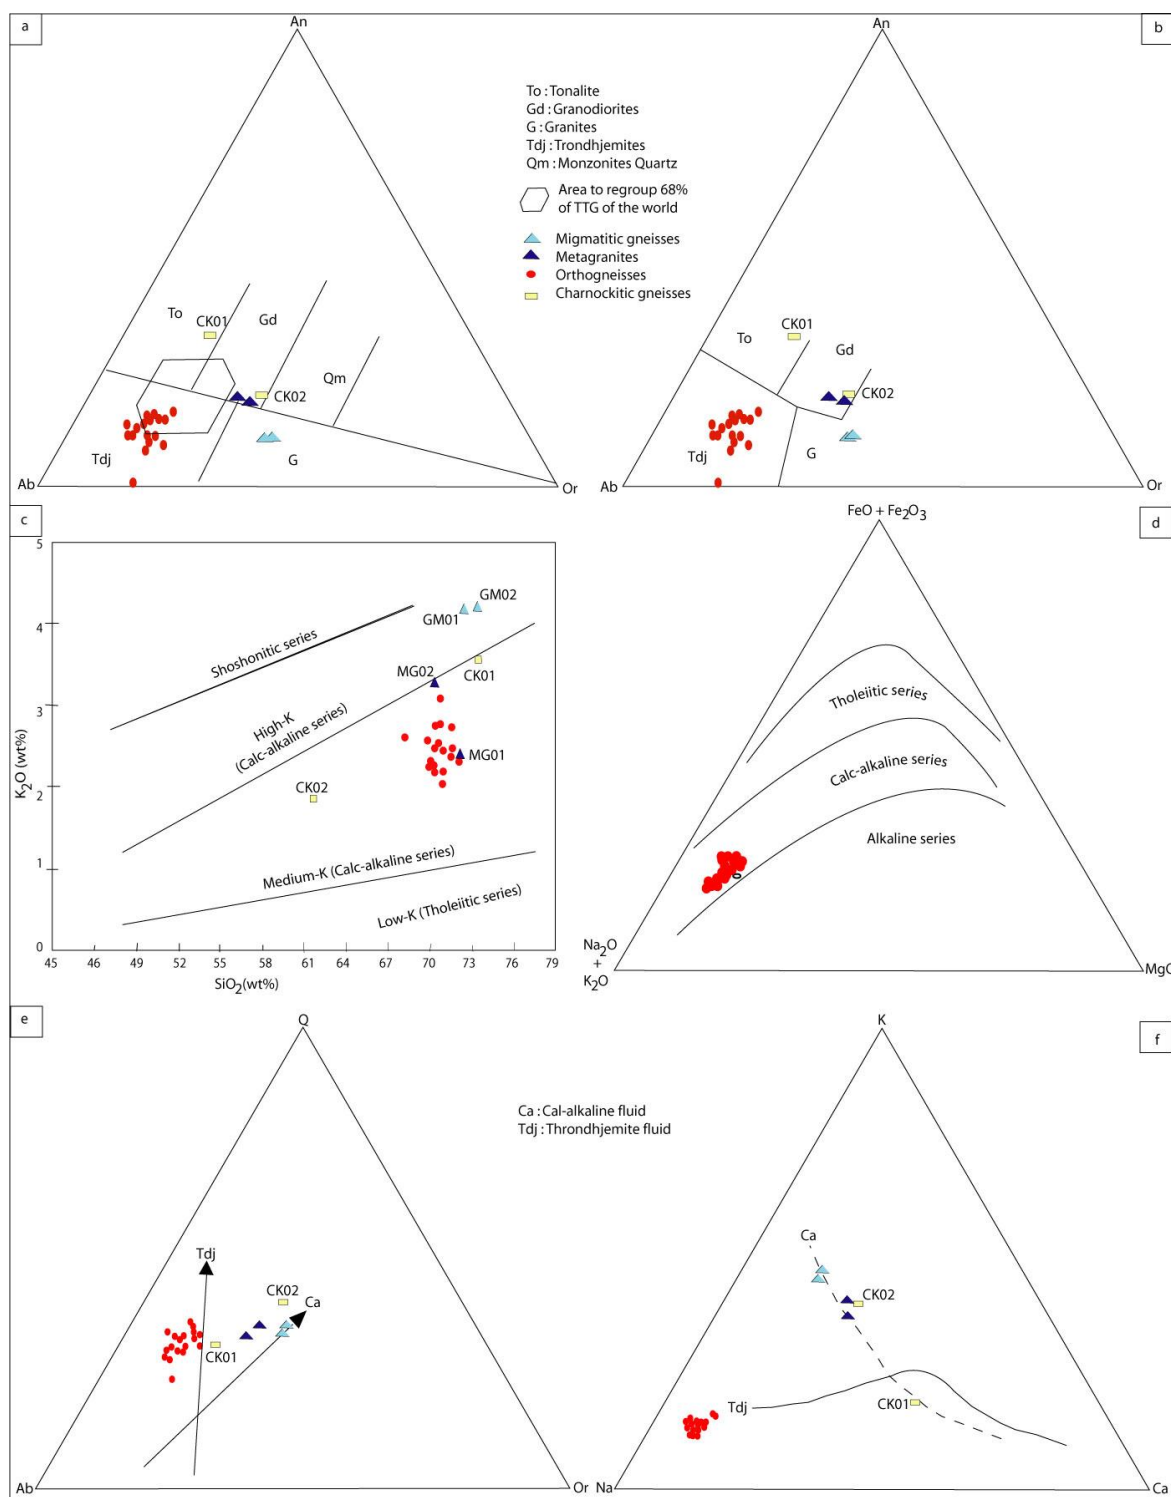 a
An
To
CK01
Gd
Qm
CK02
Tdj
G
Ab
Or
To : Tonalite
Gd : Granodiorites
G : Granites
Tdj : Trondhjemites
Qm : Monzonites Quartz
Area to regroup 68%
of TTG of the world
Migmatitic gneisses
Metagranites
Orthogneisses
Charnockitic gneisses
b
An
To
CK01
Gd
CK02
Tdj
G
Ab
Or
c
5
4
3
2
1
0
K2O (wt%)
Shoshonitic series
High-K
(Calc-alkaline series)
Medium-K (Calc-alkaline series)
Low-K (Tholeiitic series)
GM02
GM01
MG02
CK01
MG01
CK02
45 46 49 52 55 58 61 64 67 70 73 76 79
SiO2(wt%)
d
FeO + Fe2O3
Tholeiitic series
Calc-alkaline series
Alkaline series
Na2O
+
K2O
MgO
e
Q
Tdj
CK02
Ca
CK01
Ab
Or
Ca : Cal-alkaline fluid
Tdj : Throndhjemite fluid
f
K
Ca
CK02
Tdj
CK01
Na
Ca